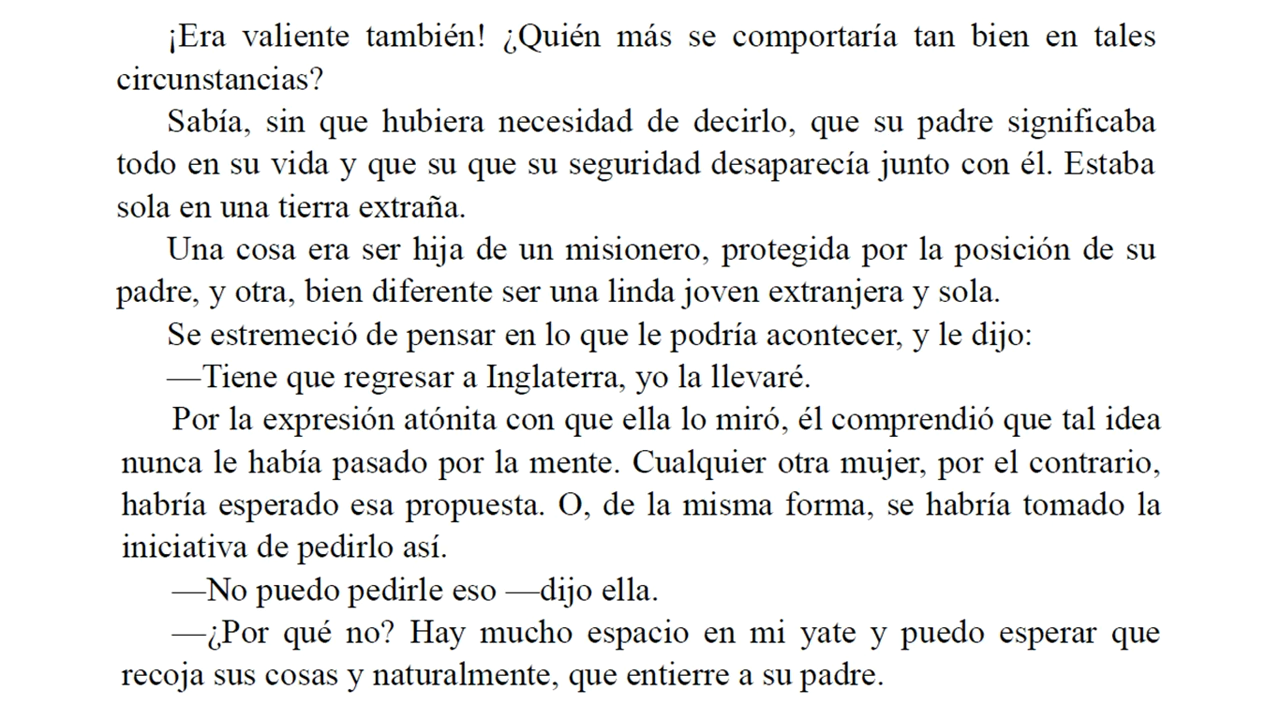 ¡Era valiente también! ¿Quién más se comportaría tan bien en tales
circunstancias?
Sabía, sin que hubiera necesidad de decirlo, que su padre significaba
todo en su vida y que su que su seguridad desaparecía junto con él. Estaba
sola en una tierra extraña.
Una cosa era ser hija de un misionero, protegida por la posición de su
padre, y otra, bien diferente ser una linda joven extranjera y sola.
Se estremeció de pensar en lo que le podría acontecer, y le dijo:
—Tiene que regresar a Inglaterra, yo la llevaré.
Por la expresión atónita con que ella lo miró, él comprendió que tal idea
nunca le había pasado por la mente. Cualquier otra mujer, por el contrario,
habría esperado esa propuesta. O, de la misma forma, se habría tomado la
iniciativa de pedirlo así.
—No puedo pedirle eso —dijo ella.
—¿Por qué no? Hay mucho espacio en mi yate y puedo esperar que
recoja sus cosas y naturalmente, que entierre a su padre.